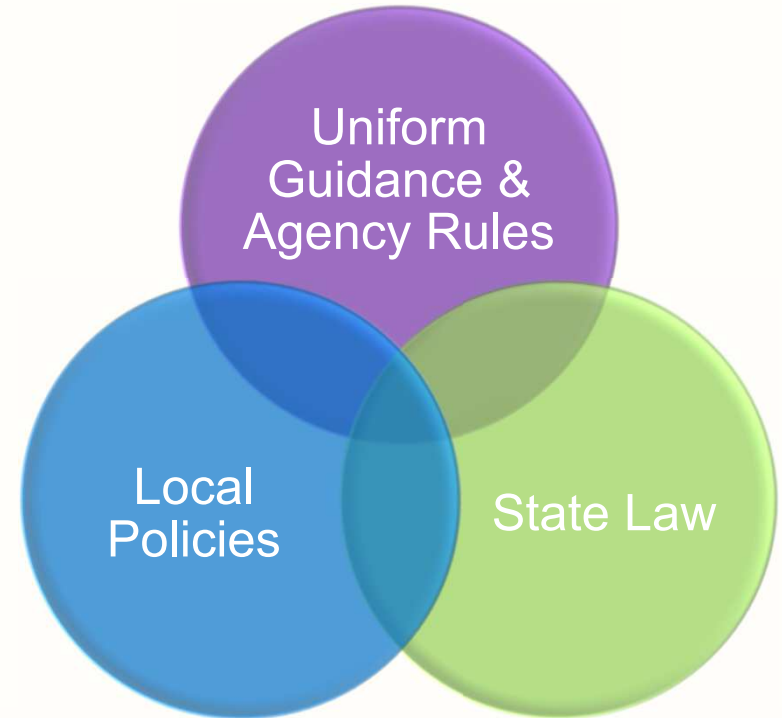 Uniform
Guidance &
Agency Rules
Local
Policies
State Law